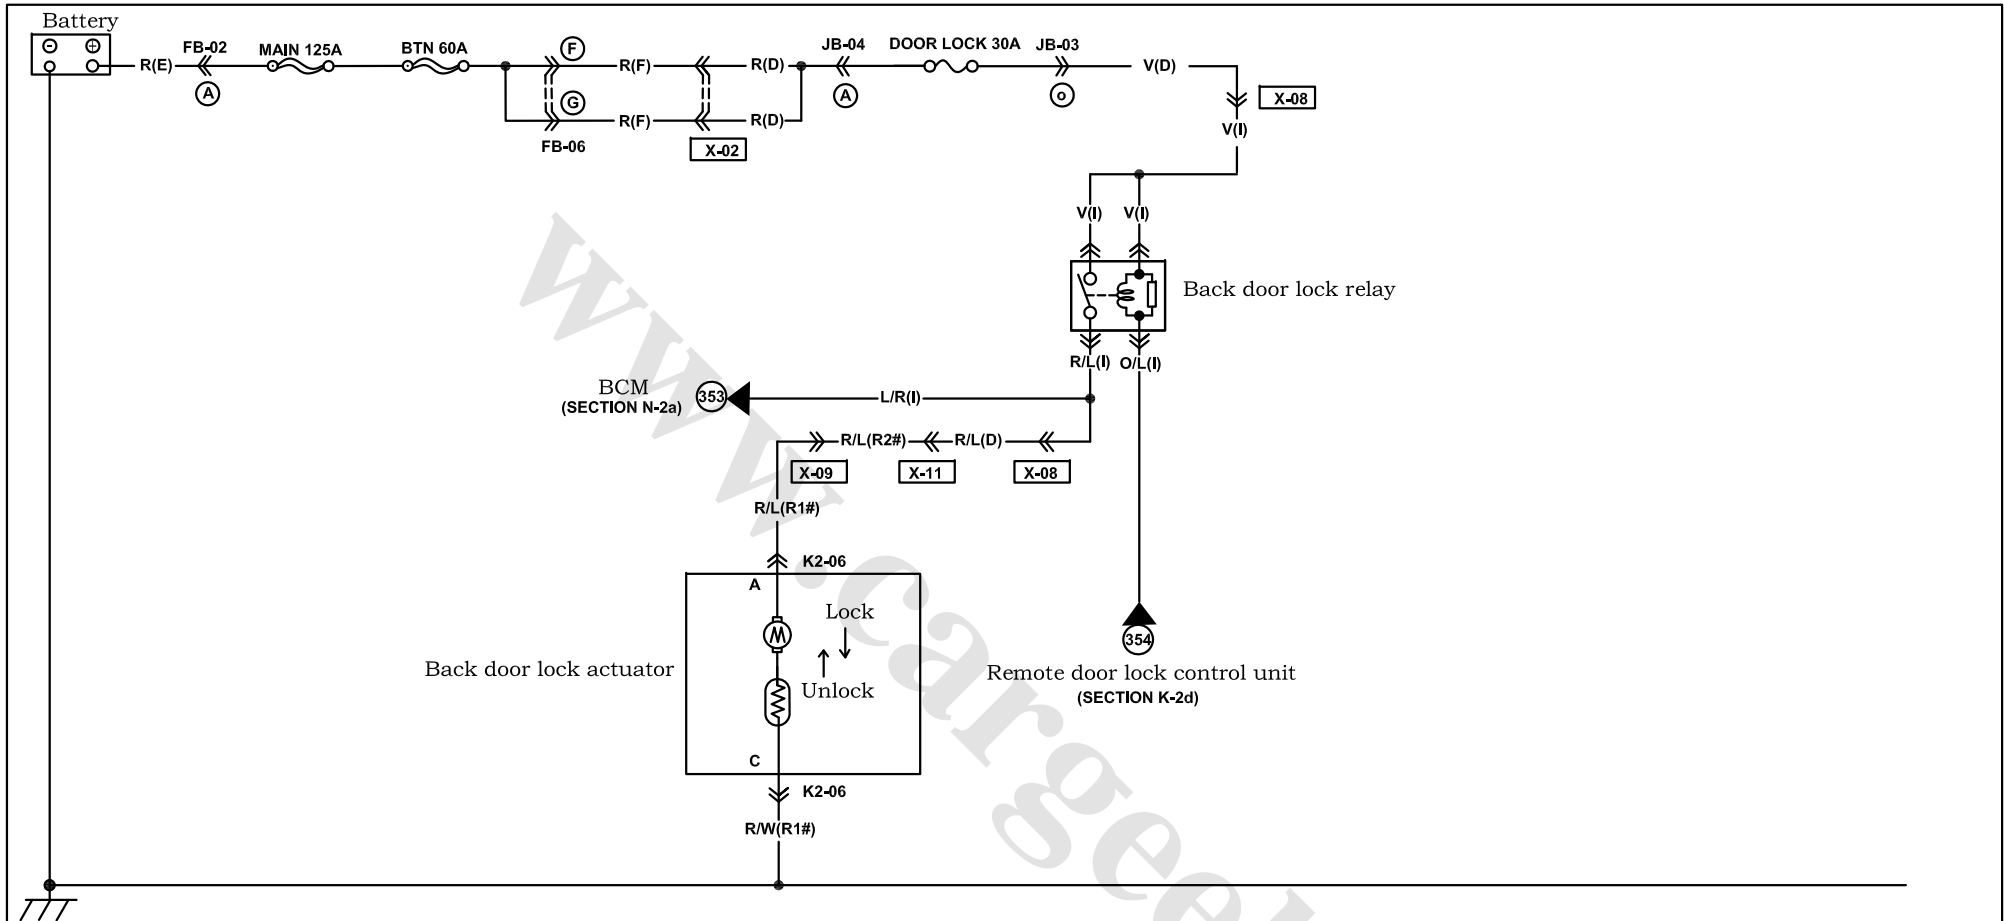 Battery
FB-02
MAIN 125A
BTN 60A
F
JB-04
DOOR LOCK 30A
JB-03
R(E)
R(F)
R(D)
V(D)
A
G
A
o
X-08
R(F)
R(D)
V(I)
FB-06
X-02
V(I)
V(I)
Back door lock relay
R/L(I)
O/L(I)
BCM
(SECTION N-2a)
353
L/R(I)
R/L(R2#)
R/L(D)
X-09
X-11
X-08
R/L(R1#)
K2-06
A
Lock
M
354
Back door lock actuator
Remote door lock control unit
Unlock
(SECTION K-2d)
C
K2-06
R/W(R1#)
www.cargeek